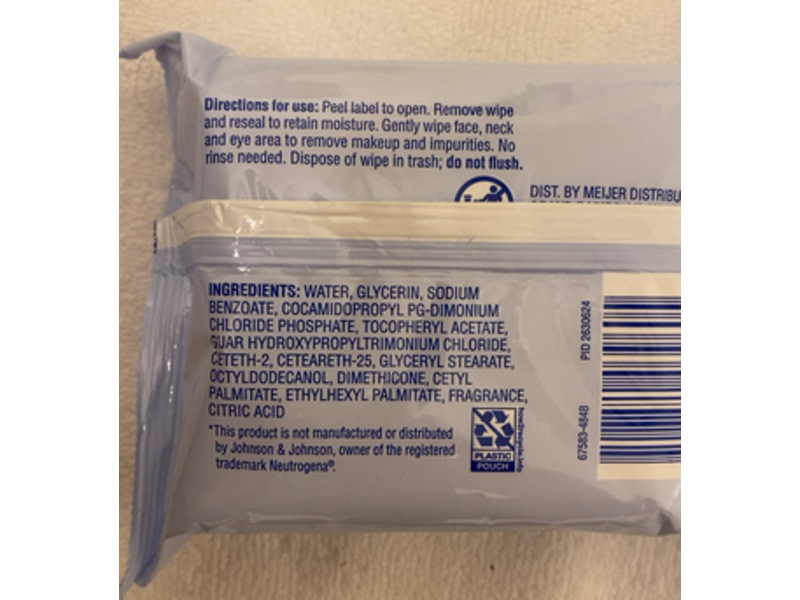 Directions for use: Peel label to open. Remove wipe
and reseal to retain moisture. Gently wipe face, neck
and eye area to remove makeup and impurities. No
rinse needed. Dispose of wipe in trash; do not flush.
DIST. BY MEIJER DISTRIBU
INGREDIENTS: WATER, GLYCERIN, SODIUM
BENZOATE, COCAMIDOPROPYL PG-DIMONIUM
CHLORIDE PHOSPHATE, TOCOPHERYL ACETATE,
GUAR HYDROXYPROPYLTRIMONIUM CHLORIDE,
CETETH-2, CETEARETH-25, GLYCERYL STEARATE,
OCTYLDODECANOL, DIMETHICONE, CETYL
PALMITATE, ETHYLHEXYL PALMITATE, FRAGRANCE,
CITRIC ACID
*This product is not manufactured or distributed
by Johnson & Johnson, owner of the registered
trademark Neutrogena®.
PLASTIC
POUCH
how2recycle.info
67583-484B
PID 2630624